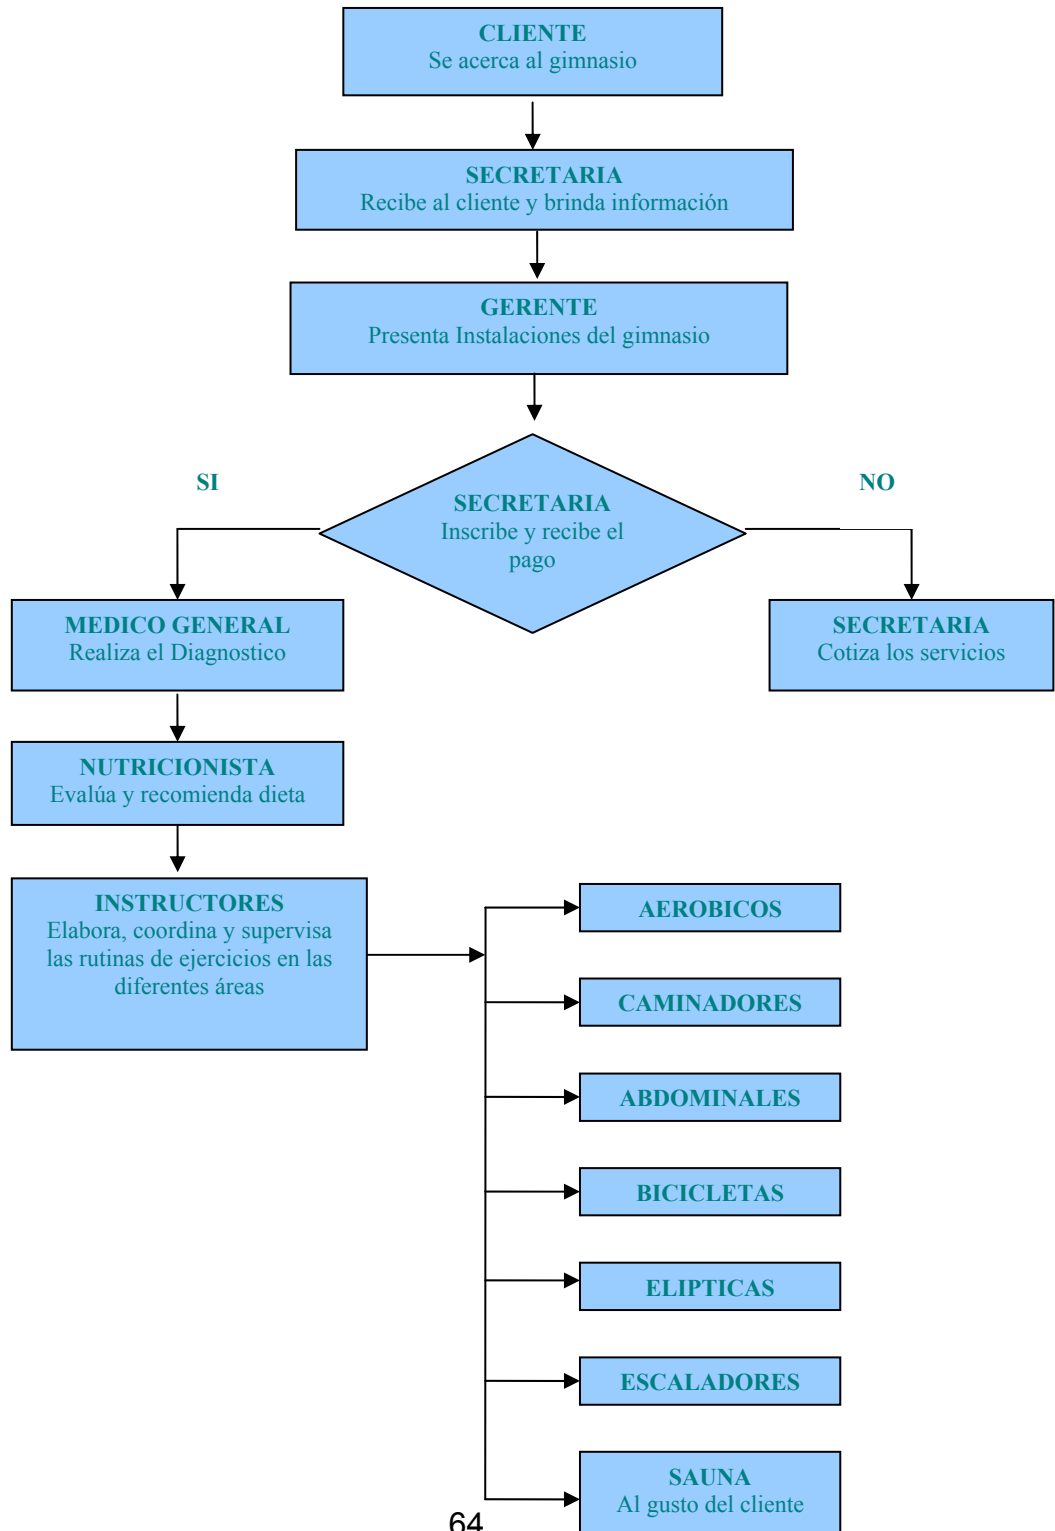 CLIENTE
Se acerca al gimnasio
SECRETARIA
Recibe al cliente y brinda información
GERENTE
Presenta Instalaciones del gimnasio
SI
NO
SECRETARIA
Inscribe y recibe el
pago
MEDICO GENERAL
Realiza el Diagnostico
SECRETARIA
Cotiza los servicios
NUTRICIONISTA
Evalúa y recomienda dieta
INSTRUCTORES
Elabora, coordina y supervisa
las rutinas de ejercicios en las
diferentes áreas
AEROBICOS
CAMINADORES
ABDOMINALES
BICICLETAS
ELIPTICAS
ESCALADORES
SAUNA
Al gusto del cliente
64